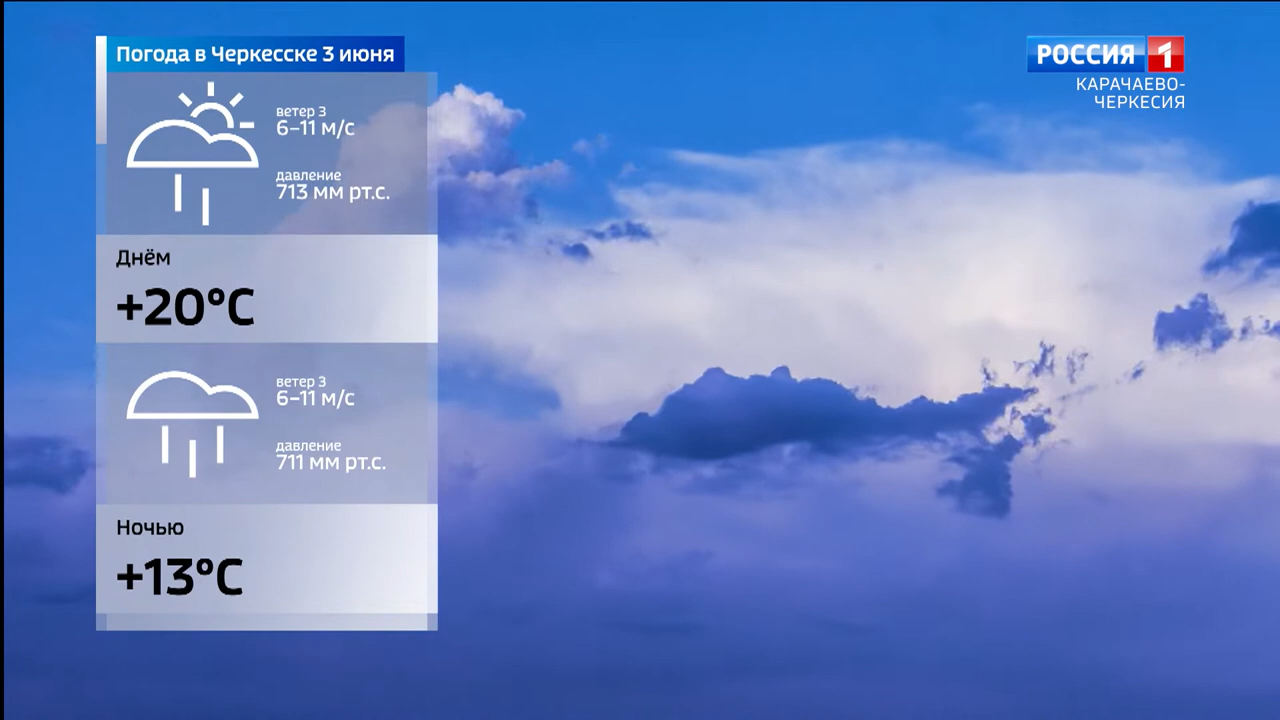 Погода в Черкесске 3 июня
ветер З
6–11 м/с
давление
713 мм рт.с.
Днём
+20°C
ветер З
6–11 м/с
давление
711 мм рт.с.
Ночью
+13°C
РОССИЯ 1
КАРАЧАЕВО-
ЧЕРКЕСИЯ